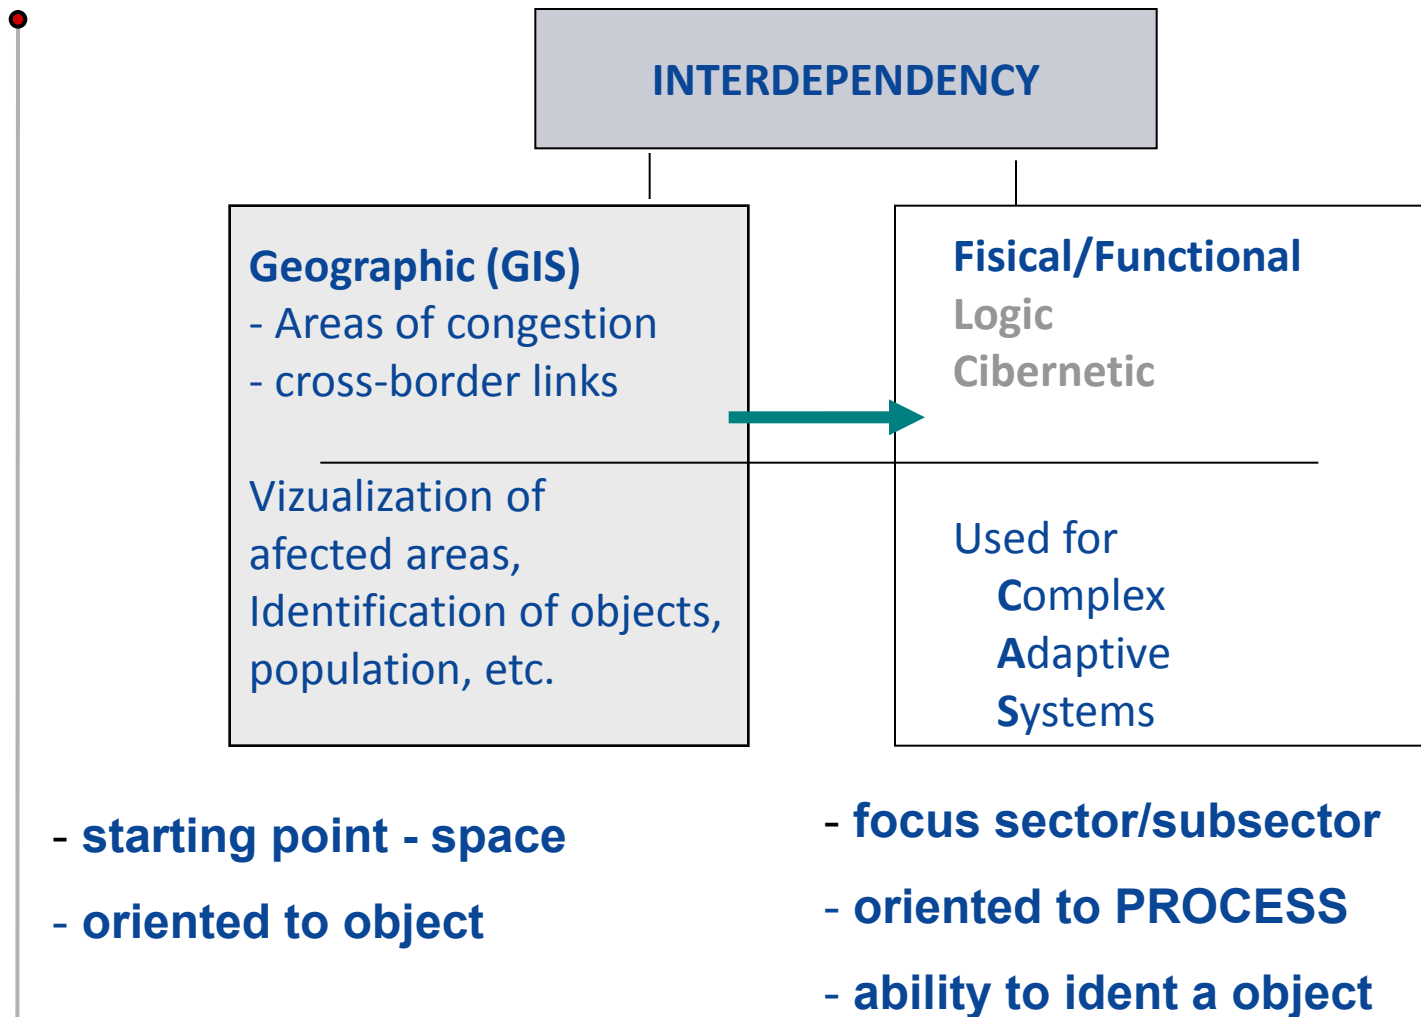 INTERDEPENDENCY
Geographic (GIS)
- Areas of congestion
- cross-border links
Vizualization of
afected areas,
Identification of objects,
population, etc.
Fisical/Functional
Logic
Cibernetic
Used for
Complex
Adaptive
Systems
- starting point - space
- oriented to object
- focus sector/subsector
- oriented to PROCESS
- ability to ident a object